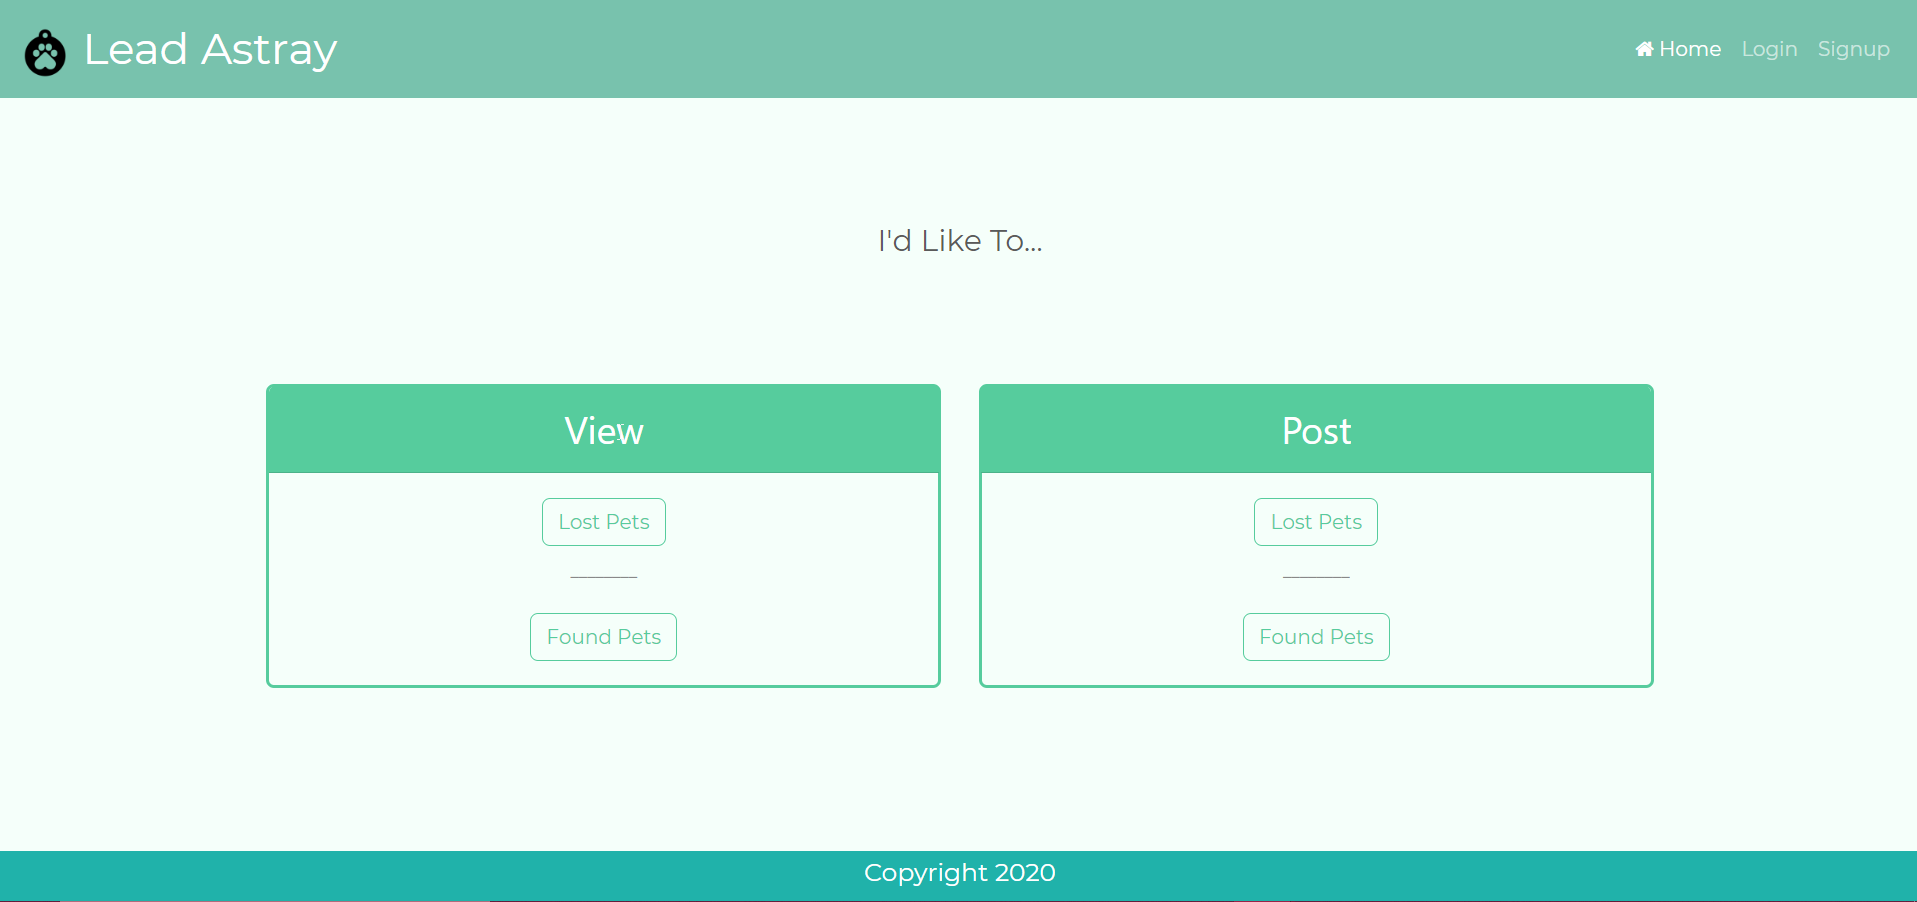 Lead Astray
Home Login Signup
I'd Like To...
View
Lost Pets
Found Pets
Post
Lost Pets
Found Pets
Copyright 2020